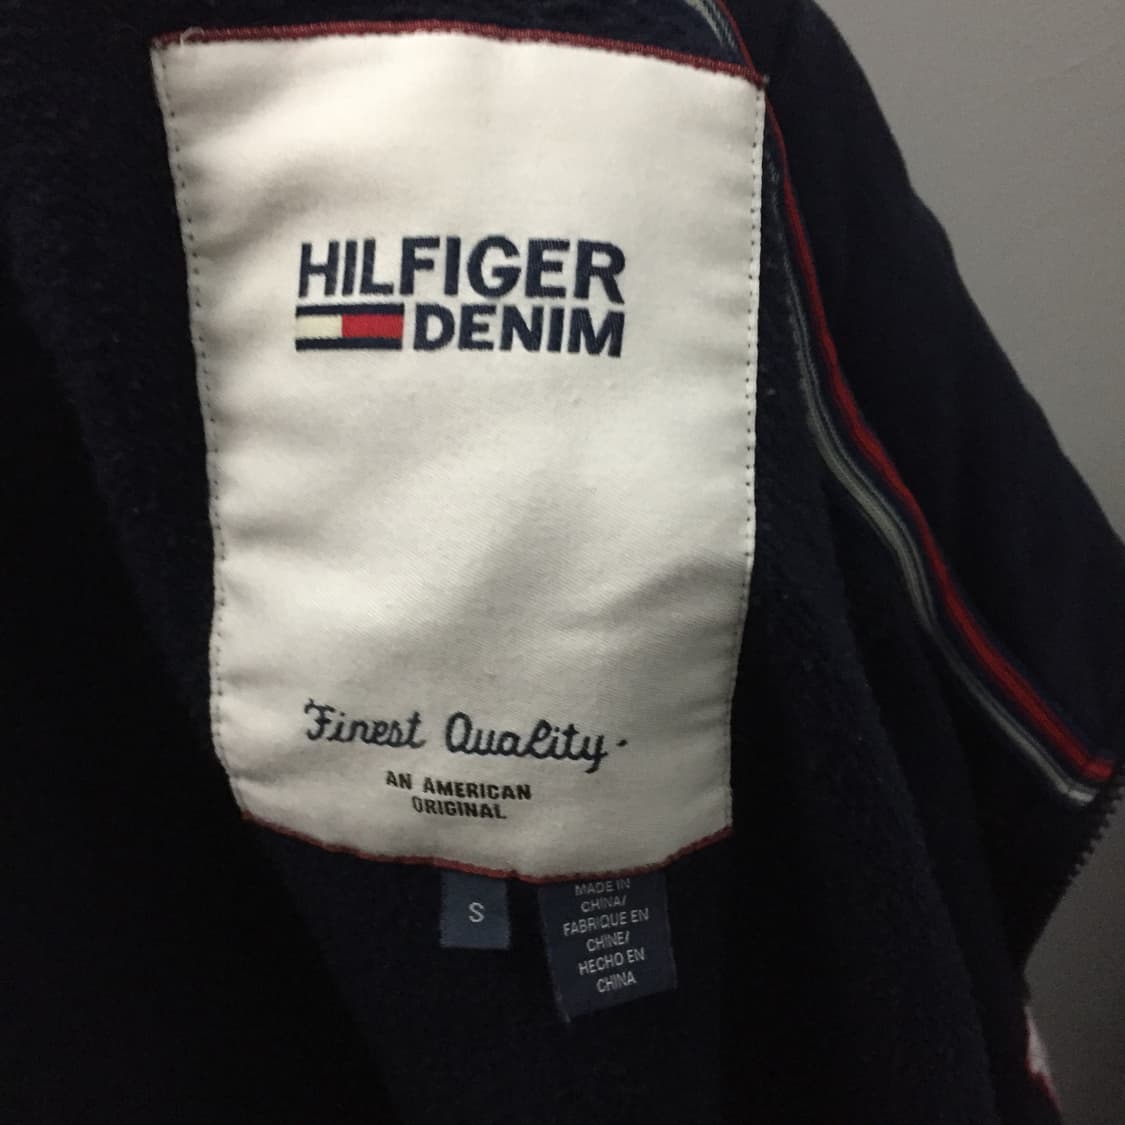 HILFIGER
DENIM
Finest Quality.
AN AMERICAN
ORIGINAL
S
MADE IN
CHINA/
FABRIQUE EN
CHINE/
HECHO EN
CHINA